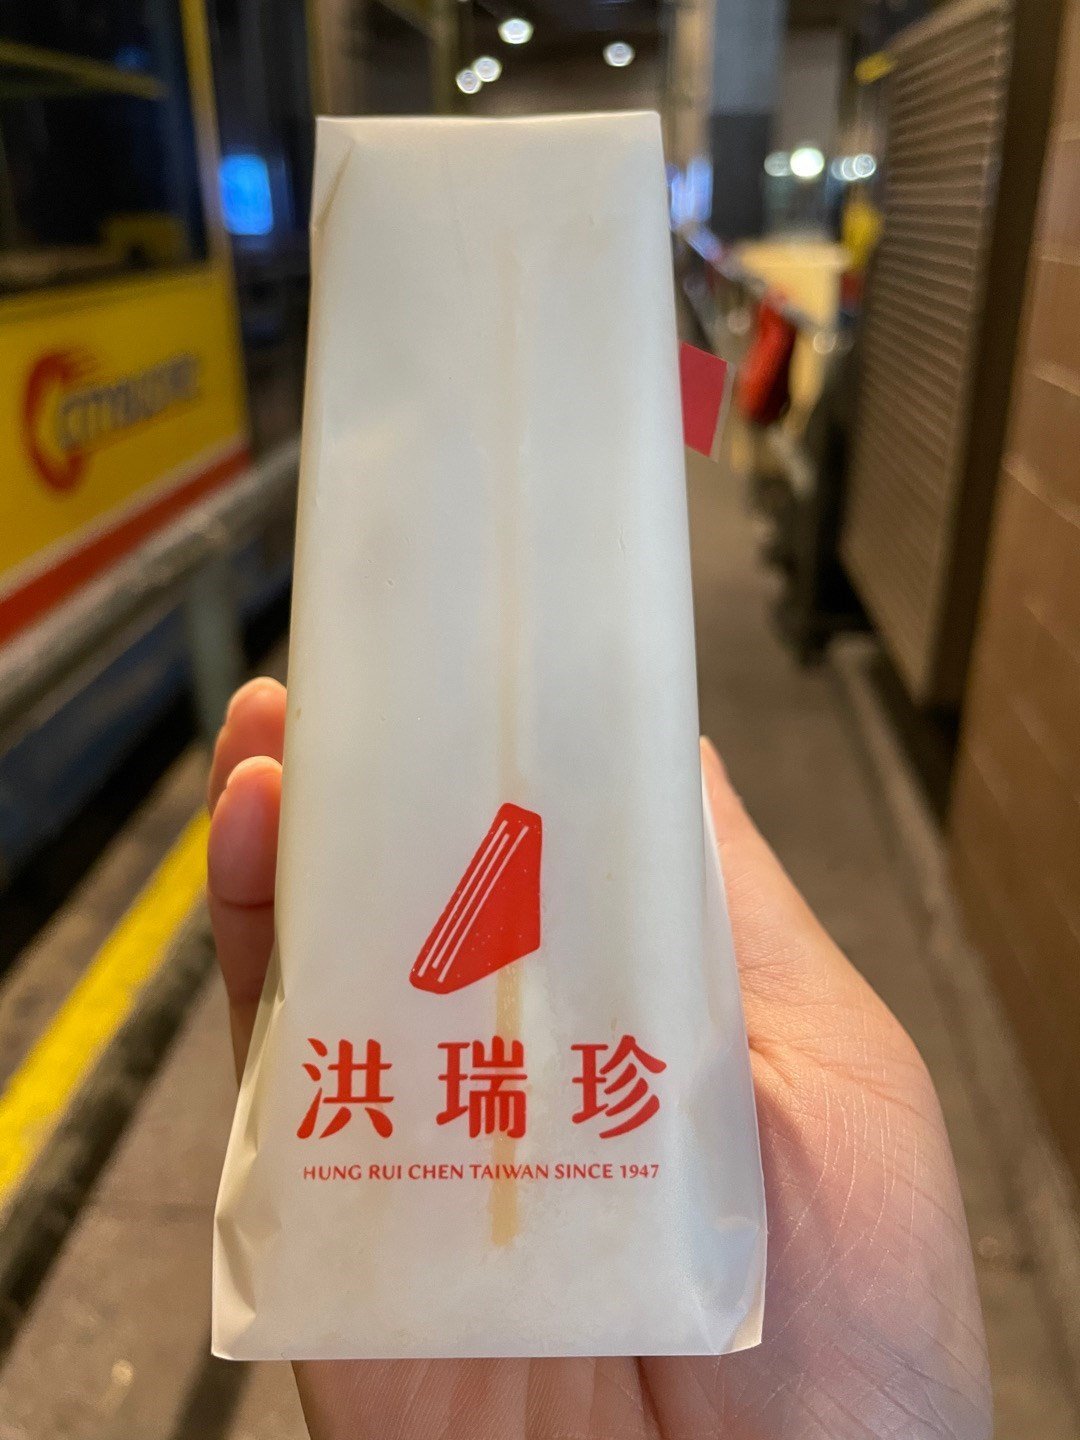 洪瑞珍
HUNG RUI CHEN TAIWAN SINCE 1947